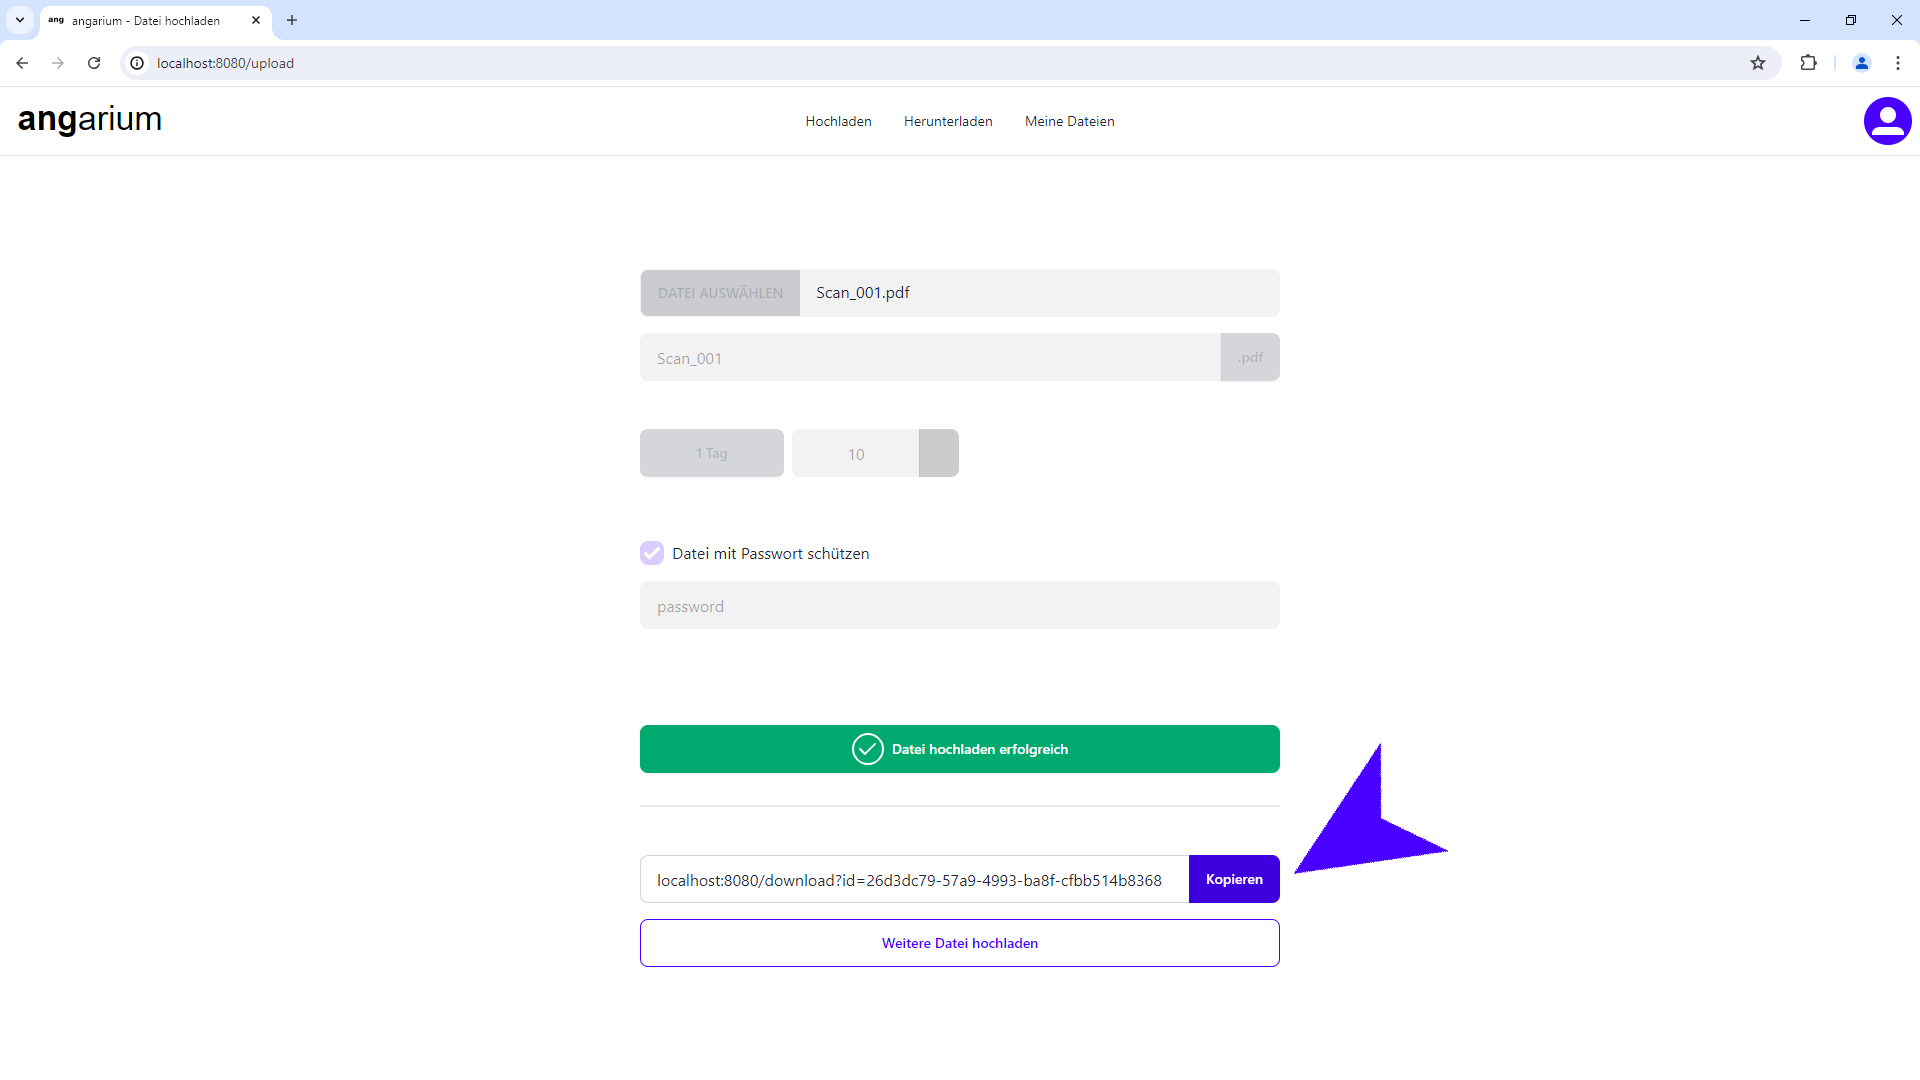 ang angarium - Datei hochladen
localhost:8080/upload
angarium
Hochladen Herunterladen Meine Dateien
DATEI AUSWÄHLEN Scan_001.pdf
Scan_001 .pdf
1 Tag 10
Datei mit Passwort schützen
password
Datei hochladen erfolgreich
localhost:8080/download?id=26d3dc79-57a9-4993-ba8f-cfbb514b8368 Kopieren
Weitere Datei hochladen